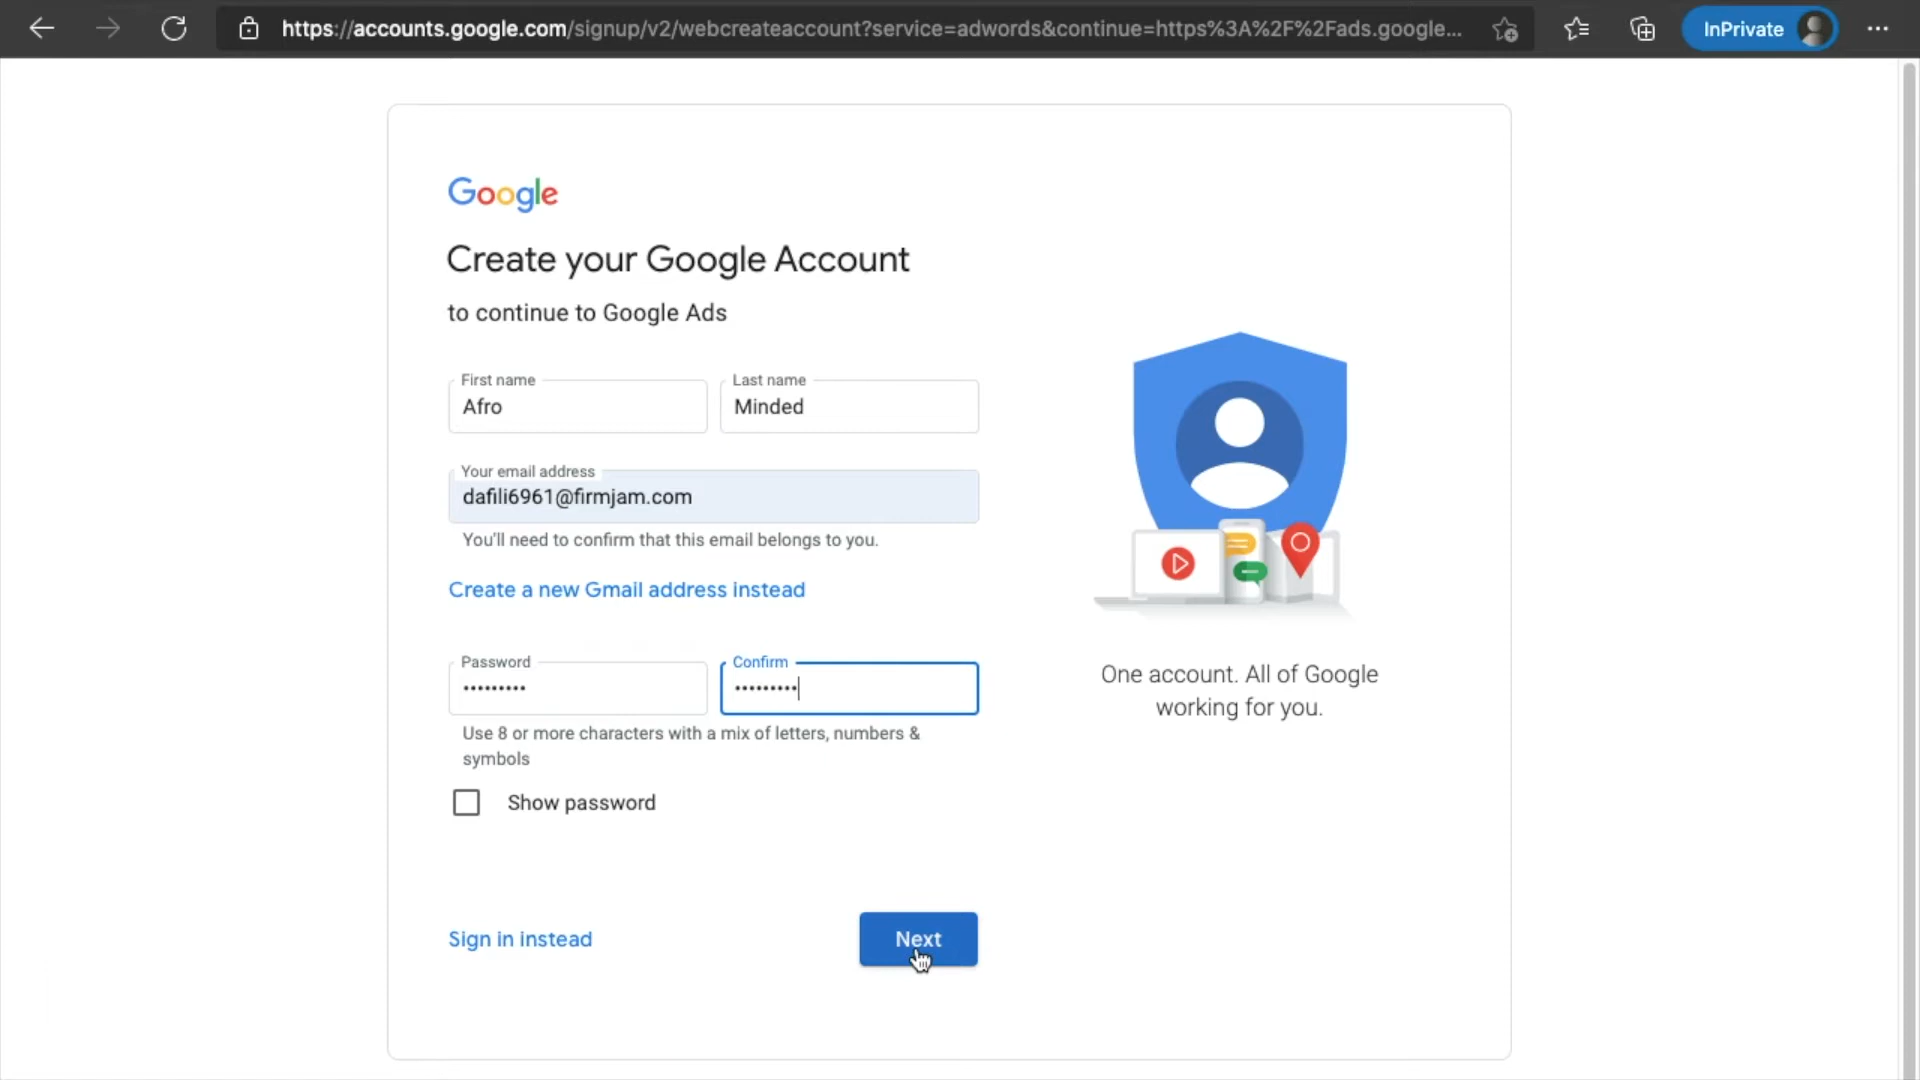 https://accounts.google.com/signup/v2/webcreateaccount?service=adwords&continue=https%3A%2F%2Fads.google...
InPrivate
Google
Create your Google Account
to continue to Google Ads
First name
Last name
Afro
Minded
Your email address
dafili6961@firmjam.com
You'll need to confirm that this email belongs to you.
Create a new Gmail address instead
Password
Confirm
•••••••••
•••••••••
Use 8 or more characters with a mix of letters, numbers &
symbols
Show password
One account. All of Google
working for you.
Sign in instead
Next